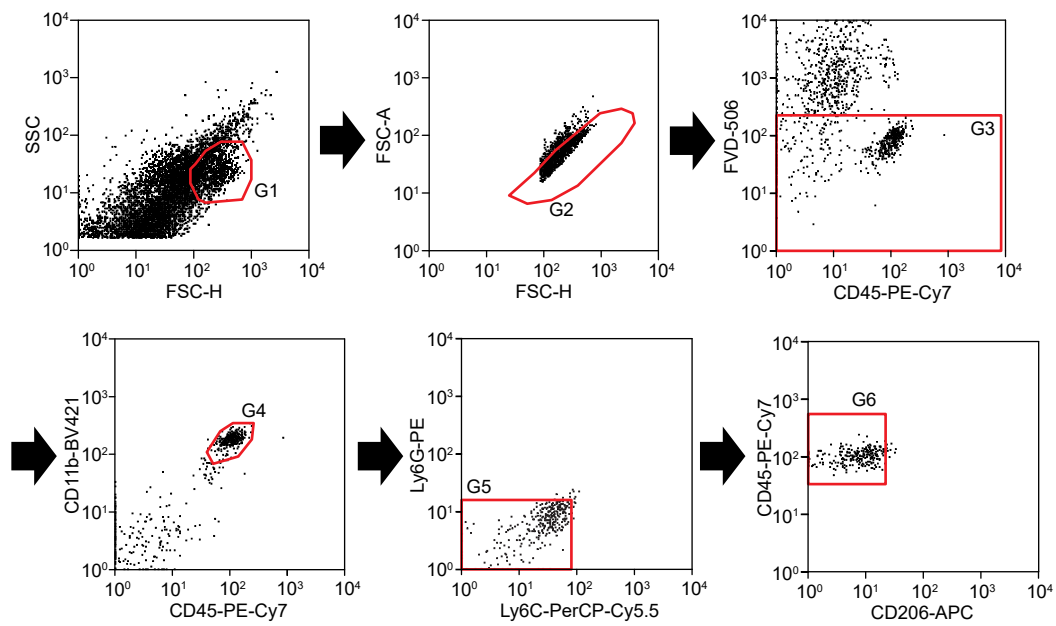 10⁴
10³
10²
10¹
10⁰
SSC
G1
10⁰ 10¹ 10² 10³ 10⁴
FSC-H
10⁴
10³
10²
10¹
10⁰
FSC-A
G2
10⁰ 10¹ 10² 10³ 10⁴
FSC-H
10⁴
10³
10²
10¹
10⁰
FVD-506
G3
10⁰ 10¹ 10² 10³ 10⁴
CD45-PE-Cy7
10⁴
10³
10²
10¹
10⁰
CD11b-BV421
G4
10⁰ 10¹ 10² 10³ 10⁴
CD45-PE-Cy7
10⁴
10³
10²
10¹
10⁰
Ly6G-PE
G5
10⁰ 10¹ 10² 10³ 10⁴
Ly6C-PerCP-Cy5.5
10⁴
10³
10²
10¹
10⁰
CD45-PE-Cy7
G6
10⁰ 10¹ 10² 10³ 10⁴
CD206-APC